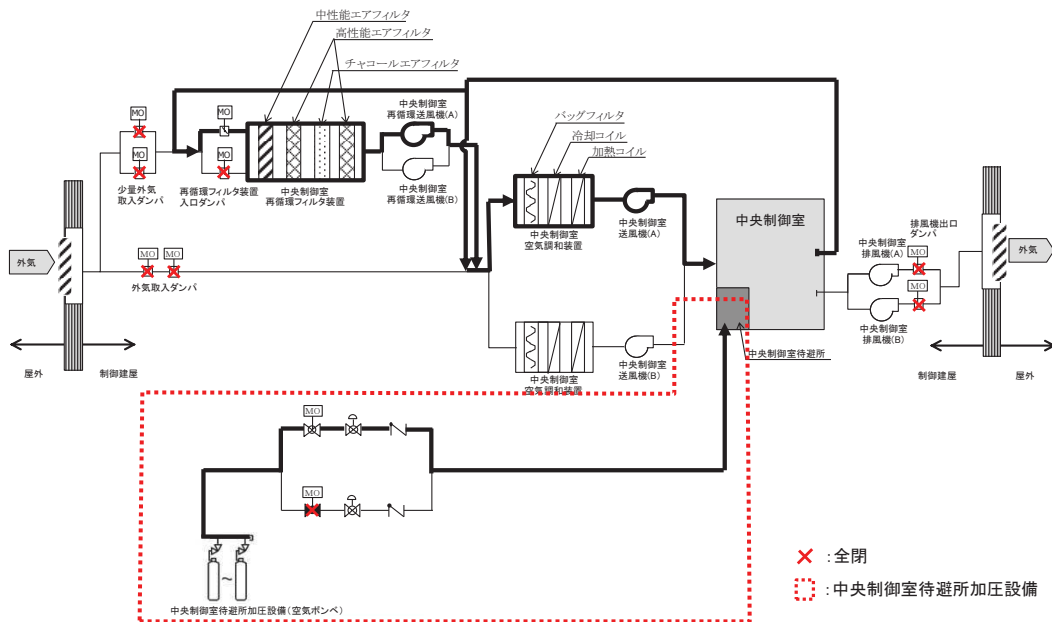 中性能エアフィルタ
高性能エアフィルタ
チャコールエアフィルタ
MO
MO
MO
MO
少量外気
取入ダンパ
再循環フィルタ装置
入口ダンパ
中央制御室
再循環フィルタ装置
中央制御室
再循環送風機(A)
中央制御室
再循環送風機(B)
バッグフィルタ
冷却コイル
加熱コイル
中央制御室
空気調和装置
中央制御室
送風機(A)
中央制御室
中央制御室
排風機(A)
排風機出口
ダンパ
MO
MO
中央制御室
排風機(B)
外気
外気
MO
MO
外気取入ダンパ
中央制御室
空気調和装置
中央制御室
送風機(B)
中央制御室待避所
屋外
制御建屋
制御建屋
屋外
MO
MO
～
中央制御室待避所加圧設備(空気ボンベ)
:全閉
:中央制御室待避所加圧設備